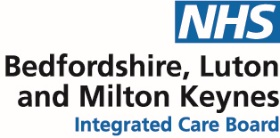 NHS
Bedfordshire, Luton
and Milton Keynes
Integrated Care Board